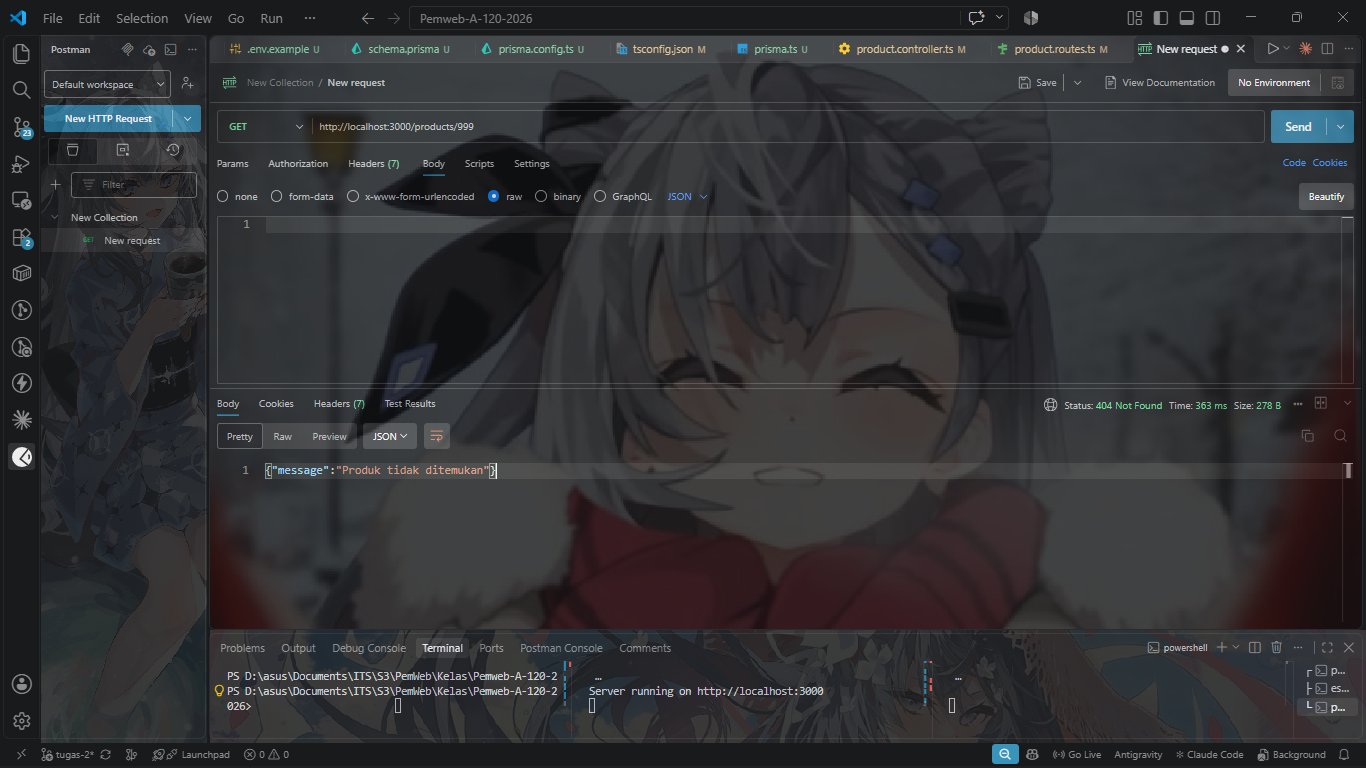 File Edit Selection View Go Run ··· Pemweb-A-120-2026
Postman
.env.example U schema.prisma U prisma.config.ts U tsconfig.json M prisma.ts U product.controller.ts M product.routes.ts M New request
Default workspace
New Collection / New request Save View Documentation No Environment
New HTTP Request
GET http://localhost:3000/products/999 Send
Params Authorization Headers (7) Body Scripts Settings Code Cookies
Filter
none form-data x-www-form-urlencoded raw binary GraphQL JSON Beautify
New Collection
GET New request
1
23
2
Body Cookies Headers (7) Test Results Status: 404 Not Found Time: 363 ms Size: 278 B
Pretty Raw Preview JSON
1 {"message":"Produk tidak ditemukan"}
Problems Output Debug Console Terminal Ports Postman Console Comments powershell
PS D:\asus\Documents\ITS\S3\PemWeb\Kelas\Pemweb-A-120-2 … … p...
PS D:\asus\Documents\ITS\S3\PemWeb\Kelas\Pemweb-A-120-2 Server running on http://localhost:3000 es...
026> p...
tugas-2* Launchpad 0 0 Go Live Antigravity Claude Code Background